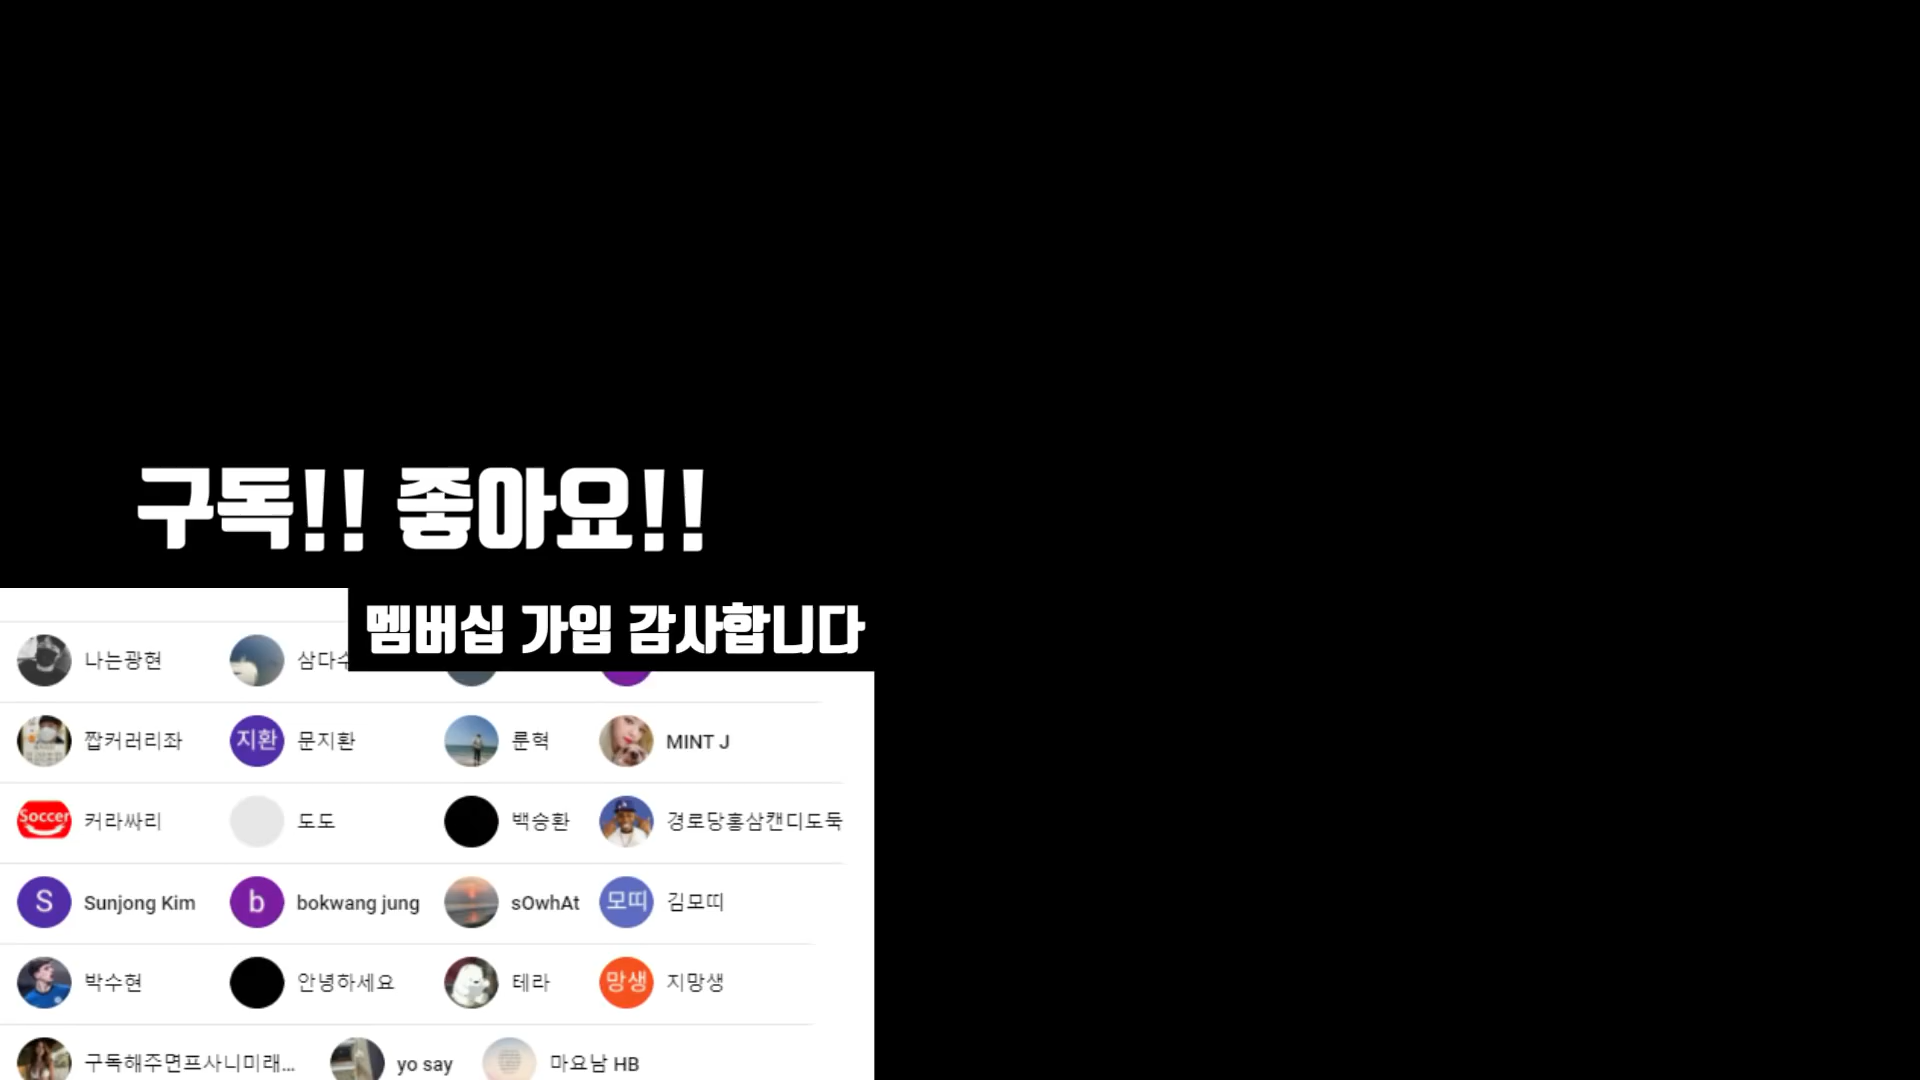 구독!! 좋아요!!
멤버십 가입 감사합니다
나는광현 삼다수
짭커러리좌 지환 문지환 룬혁 MINT J
Soccer 커라싸리 도도 백승환 경로당홍삼캔디도둑
S Sunjong Kim b bokwang jung sOwhAt 모띠 김모띠
박수현 안녕하세요 테라 망생 지망생
구독해주면프사니미래... yo say 마요남 HB